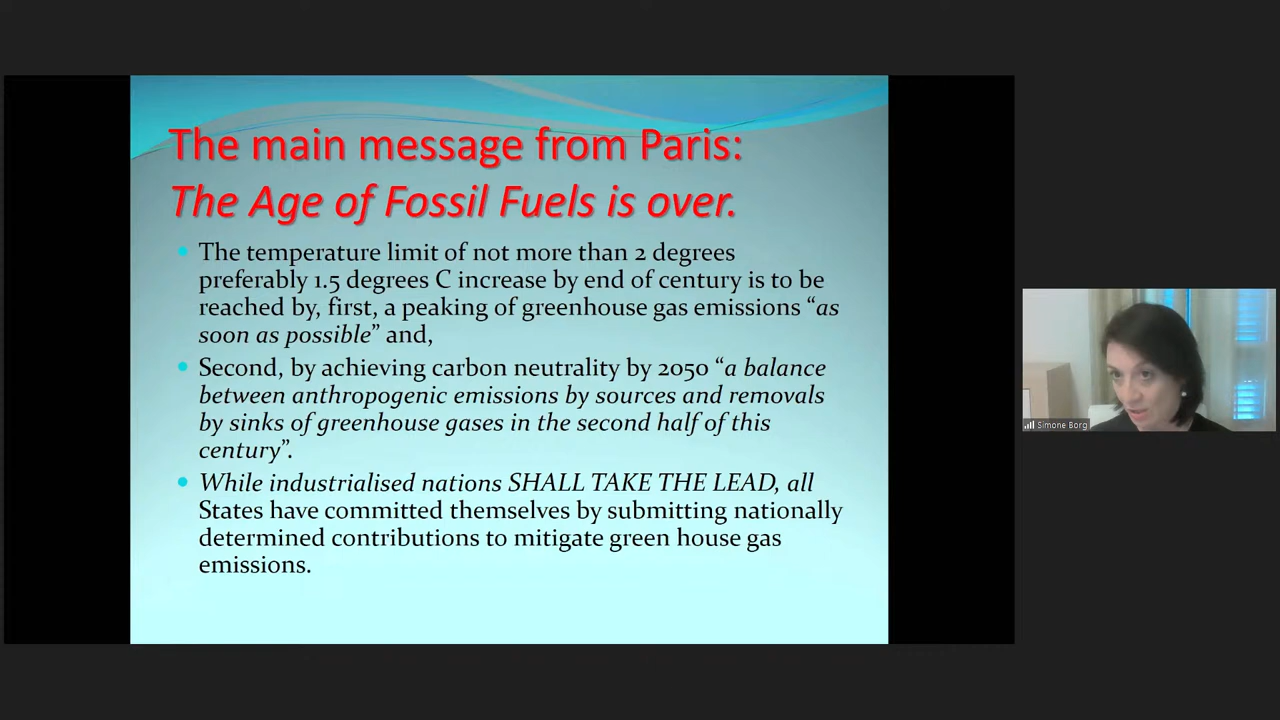 The main message from Paris:
The Age of Fossil Fuels is over.
The temperature limit of not more than 2 degrees
preferably 1.5 degrees C increase by end of century is to be
reached by, first, a peaking of greenhouse gas emissions “as
soon as possible” and,
Second, by achieving carbon neutrality by 2050 “a balance
between anthropogenic emissions by sources and removals
by sinks of greenhouse gases in the second half of this
century”.
While industrialised nations SHALL TAKE THE LEAD, all
States have committed themselves by submitting nationally
determined contributions to mitigate green house gas
emissions.
Simone Borg